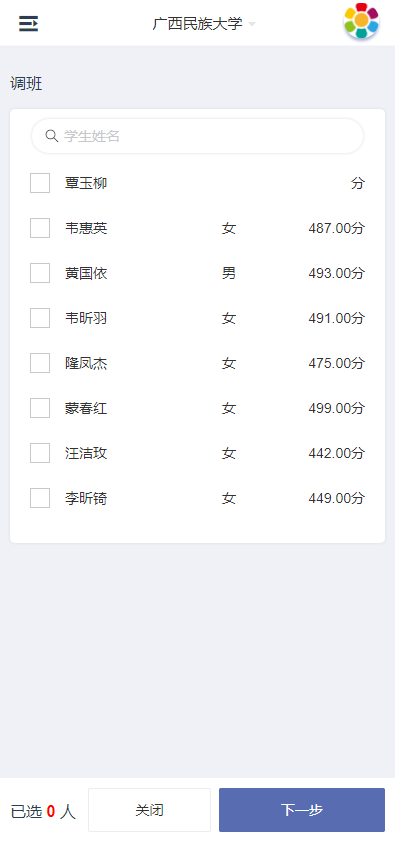 广西民族大学
调班
学生姓名
覃玉柳 分
韦惠英 女 487.00分
黄国依 男 493.00分
韦昕羽 女 491.00分
隆凤杰 女 475.00分
蒙春红 女 499.00分
汪洁玫 女 442.00分
李昕锜 女 449.00分
已选 0 人 关闭 下一步